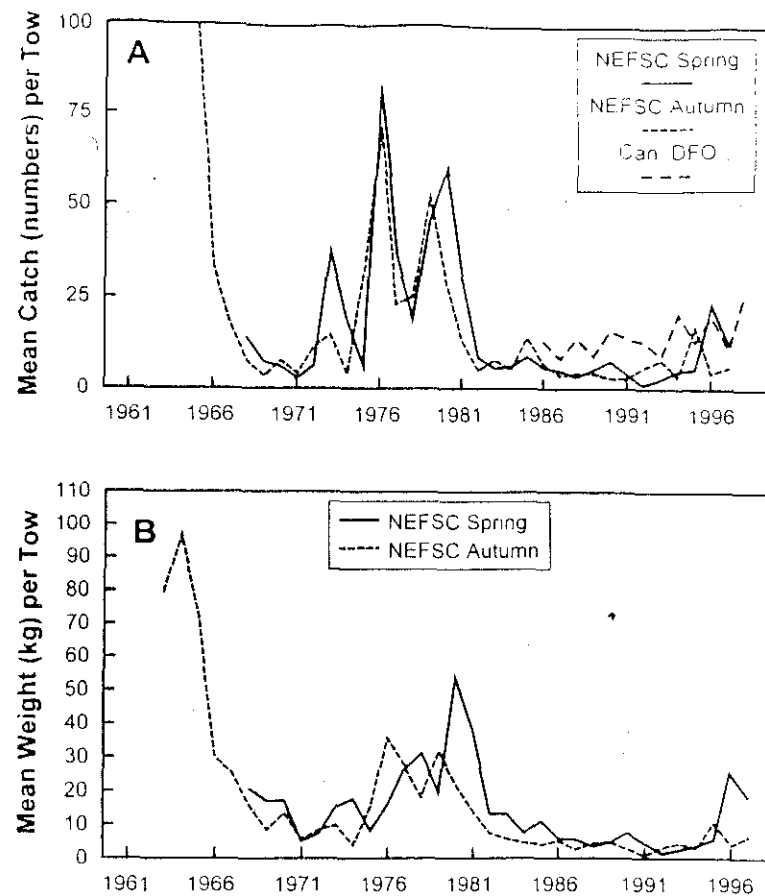 Mean Catch (numbers) per Tow
100
75
50
25
0
A
NEFSC Spring
NEFSC Autumn
Can DFO
1961 1966 1971 1976 1981 1986 1991 1996
Mean Weight (kg) per Tow
110
100
90
80
70
60
50
40
30
20
10
0
B
NEFSC Spring
NEFSC Autumn
1961 1966 1971 1976 1981 1986 1991 1996